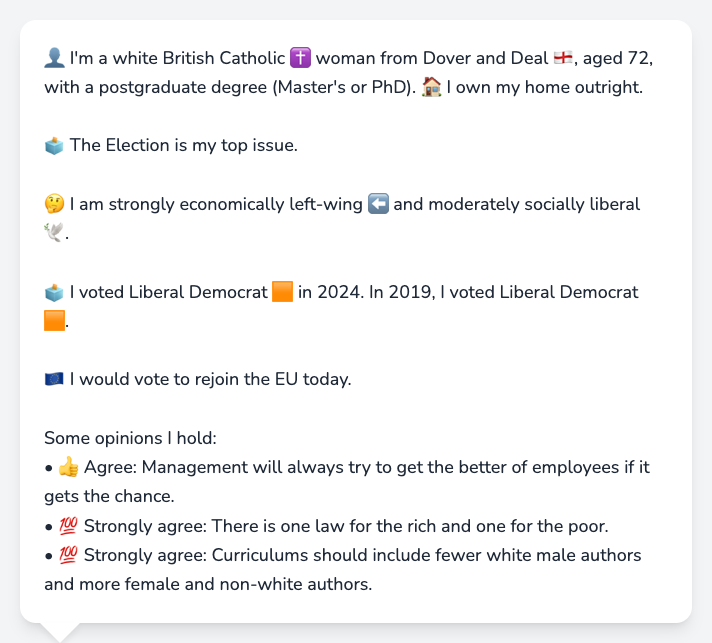 👤 I'm a white British Catholic ✝️ woman from Dover and Deal 🏴󠁧󠁢󠁥󠁮󠁧󠁿, aged 72,
with a postgraduate degree (Master's or PhD). 🏠 I own my home outright.
🗳️ The Election is my top issue.
🤔 I am strongly economically left-wing ⬅️ and moderately socially liberal
🕊️.
🗳️ I voted Liberal Democrat 🟧 in 2024. In 2019, I voted Liberal Democrat
🟧.
🇪🇺 I would vote to rejoin the EU today.
Some opinions I hold:
• 👍 Agree: Management will always try to get the better of employees if it
gets the chance.
• 💯 Strongly agree: There is one law for the rich and one for the poor.
• 💯 Strongly agree: Curriculums should include fewer white male authors
and more female and non-white authors.